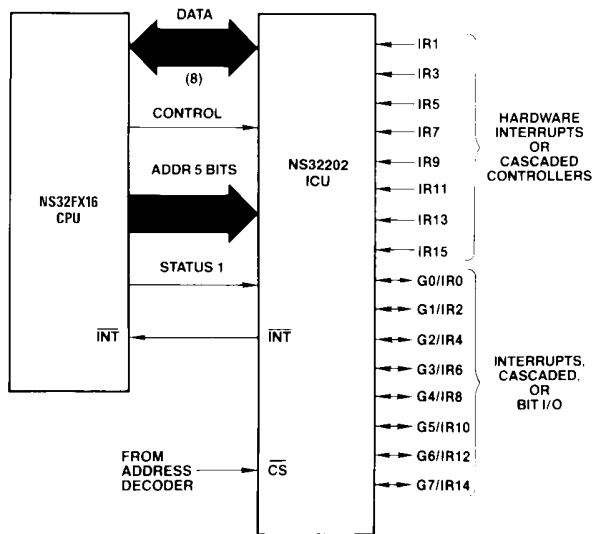 DATA
(8)
CONTROL
ADDR 5 BITS
NS32FX16
CPU
STATUS 1
INT
NS32202
ICU
INT
FROM
ADDRESS
DECODER
CS
IR1
IR3
IR5
IR7
IR9
IR11
IR13
IR15
HARDWARE
INTERRUPTS
OR
CASCADED
CONTROLLERS
G0/IR0
G1/IR2
G2/IR4
G3/IR6
G4/IR8
G5/IR10
G6/IR12
G7/IR14
INTERRUPTS,
CASCADED,
OR
BIT I/O